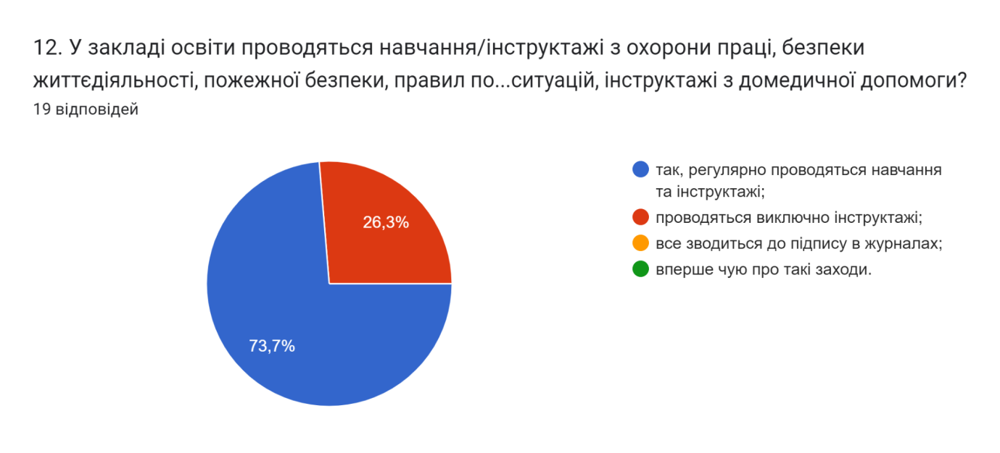 12. У закладі освіти проводяться навчання/інструктажі з охорони праці, безпеки
життєдіяльності, пожежної безпеки, правил по...ситуацій, інструктажі з домедичної допомоги?
19 відповідей
так, регулярно проводяться навчання
та інструктажі;
проводяться виключно інструктажі;
все зводиться до підпису в журналах;
вперше чую про такі заходи.
26,3%
73,7%